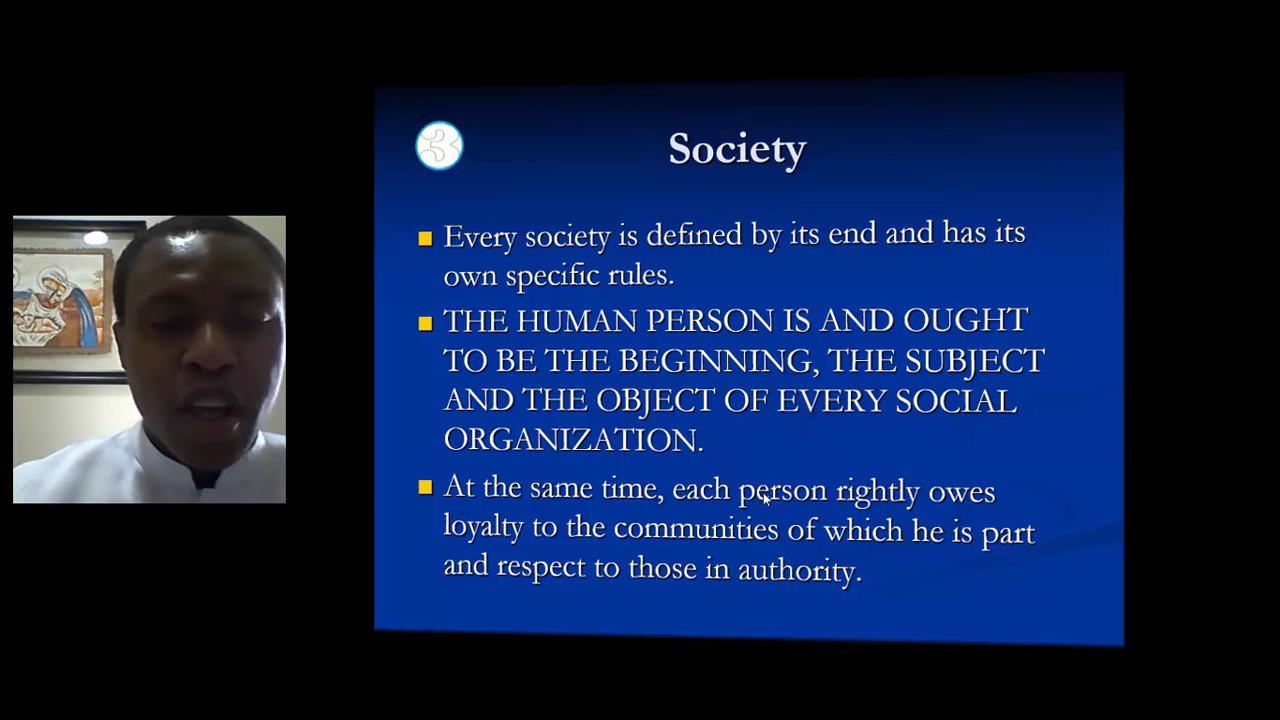 3
Society
Every society is defined by its end and has its
own specific rules.
THE HUMAN PERSON IS AND OUGHT
TO BE THE BEGINNING, THE SUBJECT
AND THE OBJECT OF EVERY SOCIAL
ORGANIZATION.
At the same time, each person rightly owes
loyalty to the communities of which he is part
and respect to those in authority.